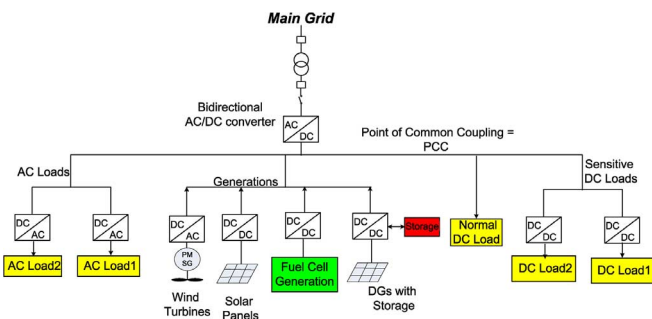 Main Grid
Bidirectional
AC/DC converter
AC
DC
Point of Common Coupling =
PCC
AC Loads
Generations
Sensitive
DC Loads
DC
AC
DC
AC
DC
AC
DC
DC
DC
DC
DC
DC
Storage
Normal
DC Load
DC
DC
DC
DC
AC Load2
AC Load1
PM
SG
Fuel Cell
Generation
DC Load2
DC Load1
Wind
Turbines
Solar
Panels
DGs with
Storage